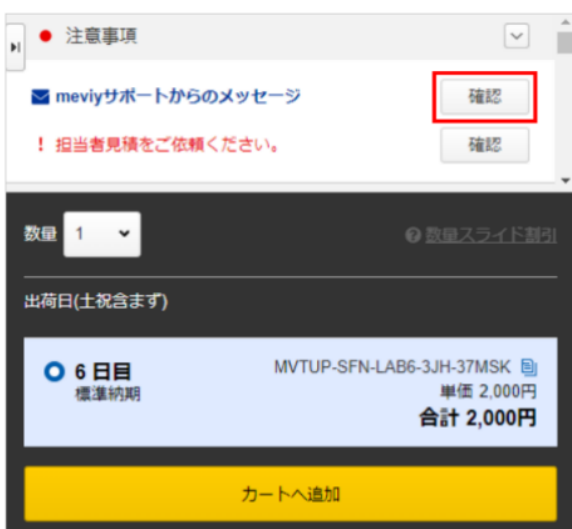 注意事項
meviyサポートからのメッセージ 確認
! 担当者見積をご依頼ください。 確認
数量 1 数量スライド割引
出荷日(土祝含まず)
6 日目 MVTUP-SFN-LAB6-3JH-37MSK
標準納期 単価 2,000円
合計 2,000円
カートへ追加